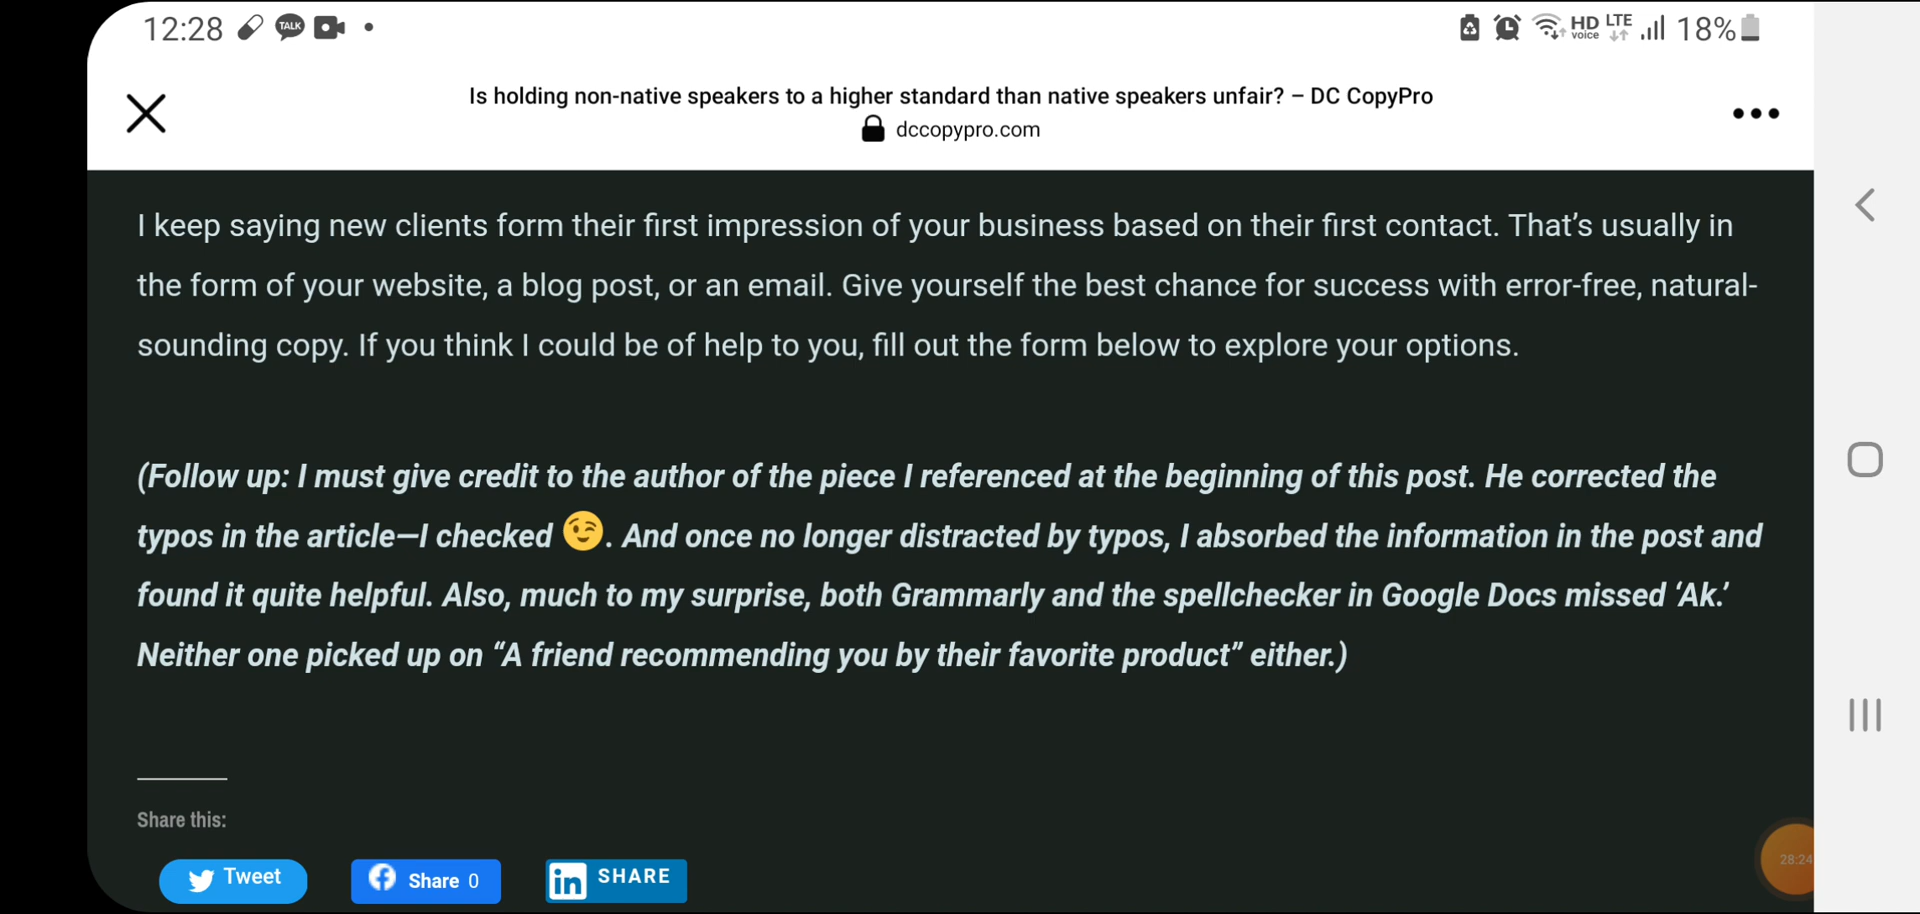 12:28 TALK HD voice LTE 18%
Is holding non-native speakers to a higher standard than native speakers unfair? – DC CopyPro
dccopypro.com
I keep saying new clients form their first impression of your business based on their first contact. That’s usually in
the form of your website, a blog post, or an email. Give yourself the best chance for success with error-free, natural-
sounding copy. If you think I could be of help to you, fill out the form below to explore your options.
(Follow up: I must give credit to the author of the piece I referenced at the beginning of this post. He corrected the
typos in the article—I checked 😉. And once no longer distracted by typos, I absorbed the information in the post and
found it quite helpful. Also, much to my surprise, both Grammarly and the spellchecker in Google Docs missed ‘Ak.’
Neither one picked up on “A friend recommending you by their favorite product” either.)
Share this:
Tweet
Share 0
in SHARE
28:24